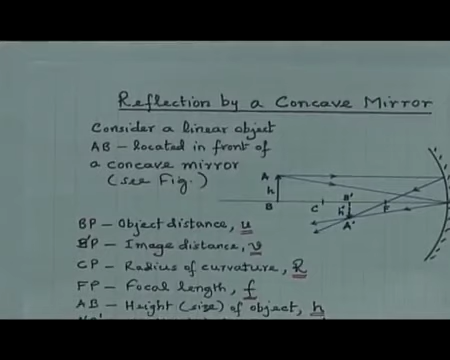 Reflection by a Concave Mirror
Consider a linear object
AB – located in front of
a concave mirror
(see Fig.)
A
h
B
C
B'
h'
A'
F
BP – Object distance, u
B'P – Image distance, v
CP – Radius of curvature, R
FP – Focal length, f
AB – Height (size) of object, h